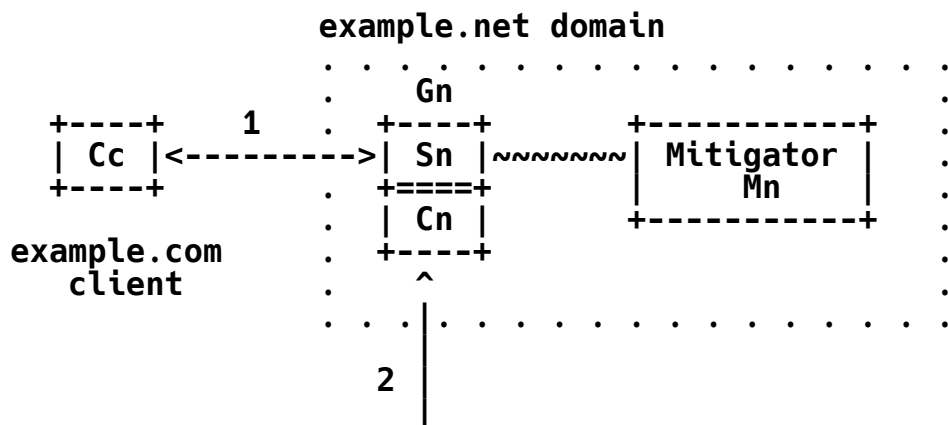 example.net domain
. . . . . . . . . . . . . . . . .
. Gn .
+----+ 1 . +----+ +-----------+ .
| Cc |<--------->| Sn |~~~~~~~| Mitigator | .
+----+ . +====+ | Mn | .
. | Cn | +-----------+ .
example.com . +----+ .
client . ^ .
. . .|. . . . . . . . . . . . . .
|
2 |
|